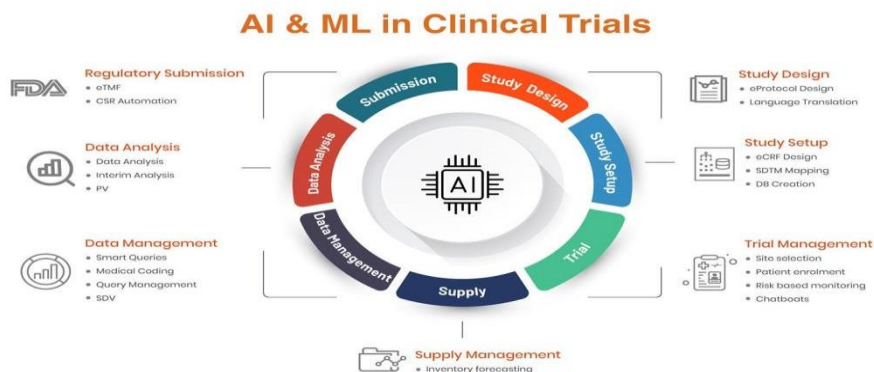 AI & ML in Clinical Trials
FDA
Regulatory Submission
eTMF
CSR Automation
Data Analysis
Data Analysis
Interim Analysis
PV
Data Management
Smart Queries
Medical Coding
Query Management
SDV
Submission
Study Design
Study Setup
Trial
Supply
Data Management
Data Analysis
AI
Study Design
eProtocol Design
Language Translation
Study Setup
eCRF Design
SDTM Mapping
DB Creation
Trial Management
Site selection
Patient enrolment
Risk based monitoring
Chatboats
Supply Management
Inventory forecasting